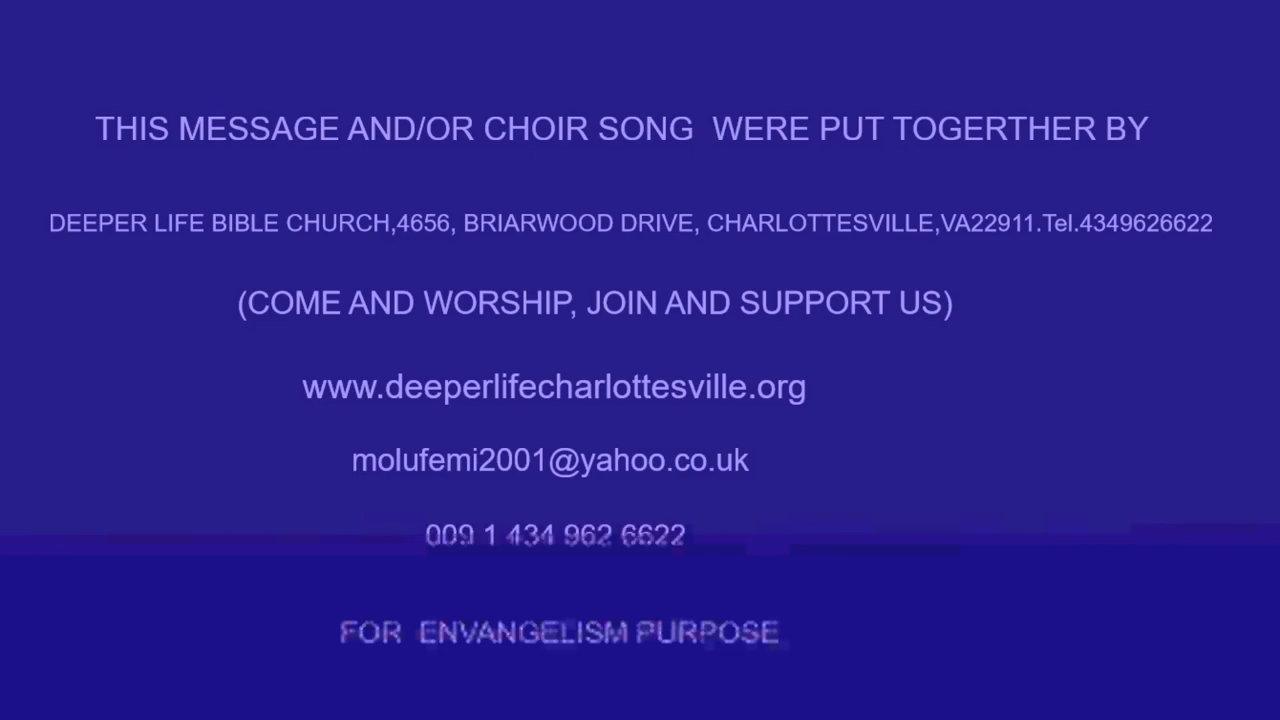 THIS MESSAGE AND/OR CHOIR SONG  WERE PUT TOGERTHER BY
DEEPER LIFE BIBLE CHURCH,4656, BRIARWOOD DRIVE, CHARLOTTESVILLE,VA22911.Tel.4349626622
(COME AND WORSHIP, JOIN AND SUPPORT US)
www.deeperlifecharlottesville.org
molufemi2001@yahoo.co.uk
009 1 434 962 6622
FOR  ENVANGELISM PURPOSE